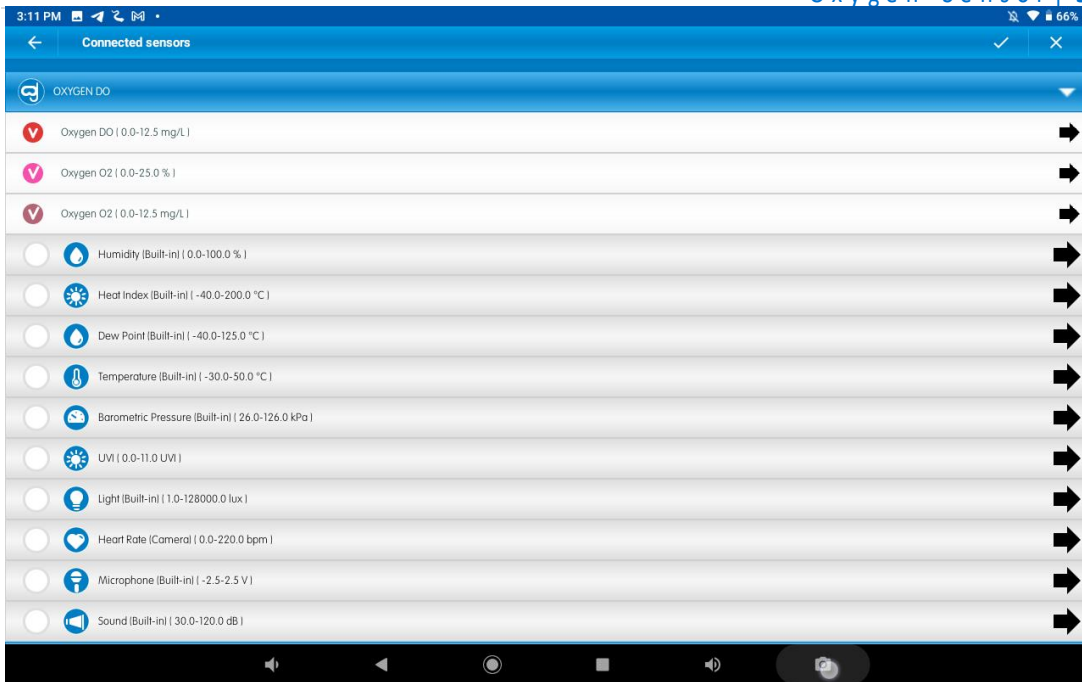 Oxygen Sensor |
3:11 PM 66%
Connected sensors
OXYGEN DO
Oxygen DO ( 0.0-12.5 mg/L )
Oxygen O2 ( 0.0-25.0 % )
Oxygen O2 ( 0.0-12.5 mg/L )
Humidity (Built-in) ( 0.0-100.0 % )
Heat Index (Built-in) ( -40.0-200.0 °C )
Dew Point (Built-in) ( -40.0-125.0 °C )
Temperature (Built-in) ( -30.0-50.0 °C )
Barometric Pressure (Built-in) ( 26.0-126.0 kPa )
UVI ( 0.0-11.0 UVI )
Light (Built-in) ( 1.0-128000.0 lux )
Heart Rate (Camera) ( 0.0-220.0 bpm )
Microphone (Built-in) ( -2.5-2.5 V )
Sound (Built-in) ( 30.0-120.0 dB )